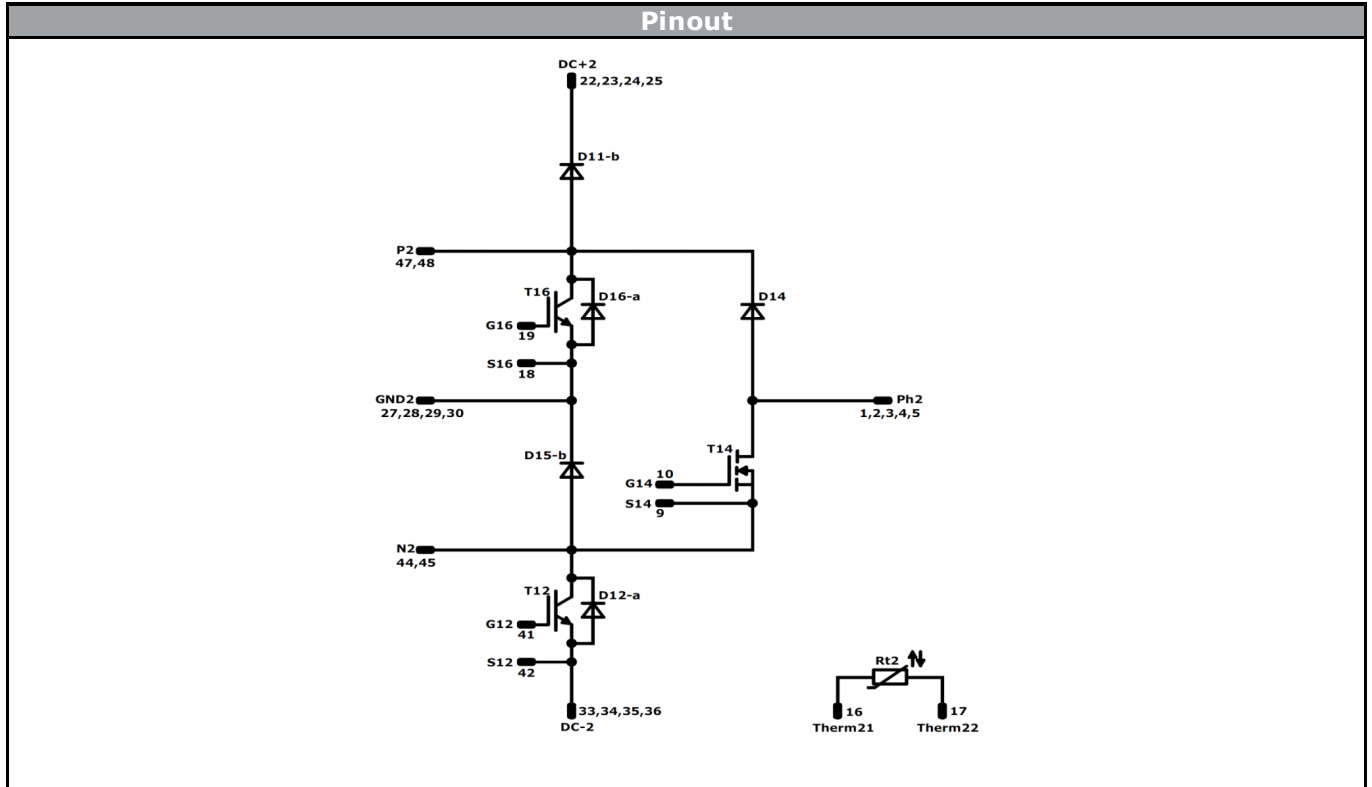 Pinout
DC+2
22,23,24,25
D11-b
P2
47,48
T16
D16-a
D14
G16
19
S16
18
GND2
27,28,29,30
Ph2
1,2,3,4,5
D15-b
T14
10
G14
S14
9
N2
44,45
T12
D12-a
G12
41
S12
42
Rt2
33,34,35,36
DC-2
16
17
Therm21
Therm22